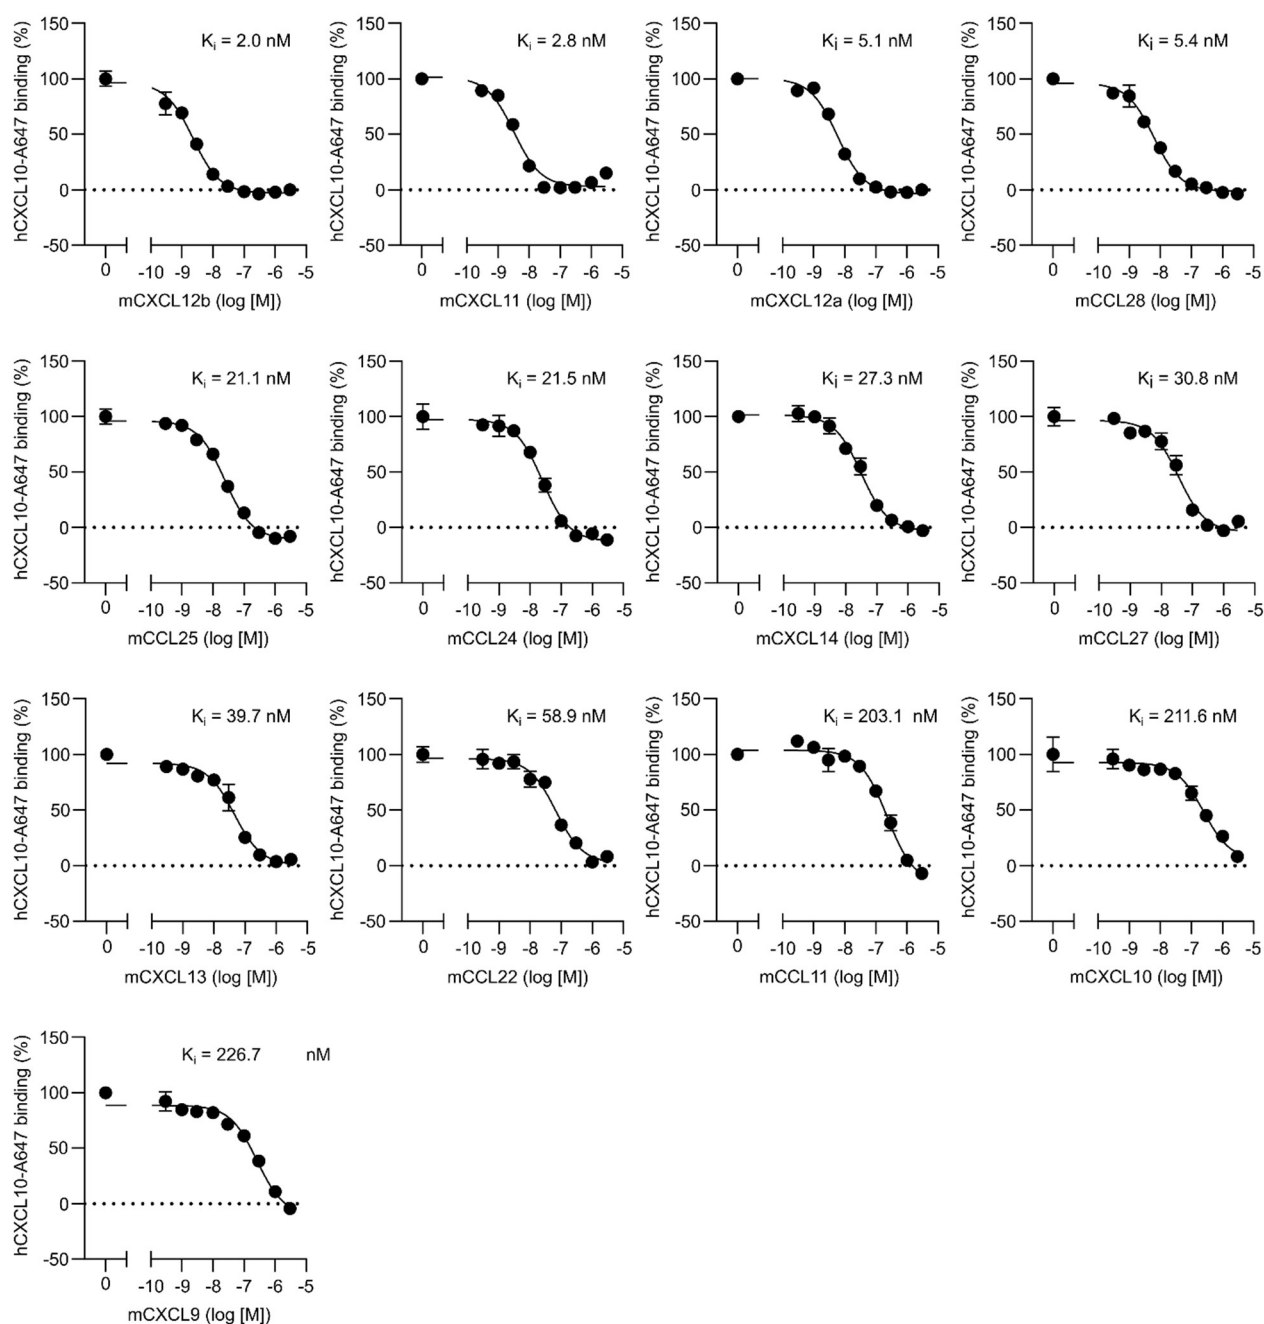 hCXCL10-A647 binding (%)
150
100
50
0
-50
Ki = 2.0 nM
0 -10 -9 -8 -7 -6 -5
mCXCL12b (log [M])
hCXCL10-A647 binding (%)
150
100
50
0
-50
Ki = 2.8 nM
0 -10 -9 -8 -7 -6 -5
mCXCL11 (log [M])
hCXCL10-A647 binding (%)
150
100
50
0
-50
Ki = 5.1 nM
0 -10 -9 -8 -7 -6 -5
mCXCL12a (log [M])
hCXCL10-A647 binding (%)
150
100
50
0
-50
Ki = 5.4 nM
0 -10 -9 -8 -7 -6 -5
mCCL28 (log [M])
hCXCL10-A647 binding (%)
150
100
50
0
-50
Ki = 21.1 nM
0 -10 -9 -8 -7 -6 -5
mCCL25 (log [M])
hCXCL10-A647 binding (%)
150
100
50
0
-50
Ki = 21.5 nM
0 -10 -9 -8 -7 -6 -5
mCCL24 (log [M])
hCXCL10-A647 binding (%)
150
100
50
0
-50
Ki = 27.3 nM
0 -10 -9 -8 -7 -6 -5
mCXCL14 (log [M])
hCXCL10-A647 binding (%)
150
100
50
0
-50
Ki = 30.8 nM
0 -10 -9 -8 -7 -6 -5
mCCL27 (log [M])
hCXCL10-A647 binding (%)
150
100
50
0
-50
Ki = 39.7 nM
0 -10 -9 -8 -7 -6 -5
mCXCL13 (log [M])
hCXCL10-A647 binding (%)
150
100
50
0
-50
Ki = 58.9 nM
0 -10 -9 -8 -7 -6 -5
mCCL22 (log [M])
hCXCL10-A647 binding (%)
150
100
50
0
-50
Ki = 203.1 nM
0 -10 -9 -8 -7 -6 -5
mCCL11 (log [M])
hCXCL10-A647 binding (%)
150
100
50
0
-50
Ki = 211.6 nM
0 -10 -9 -8 -7 -6 -5
mCXCL10 (log [M])
hCXCL10-A647 binding (%)
150
100
50
0
-50
Ki = 226.7 nM
0 -10 -9 -8 -7 -6 -5
mCXCL9 (log [M])